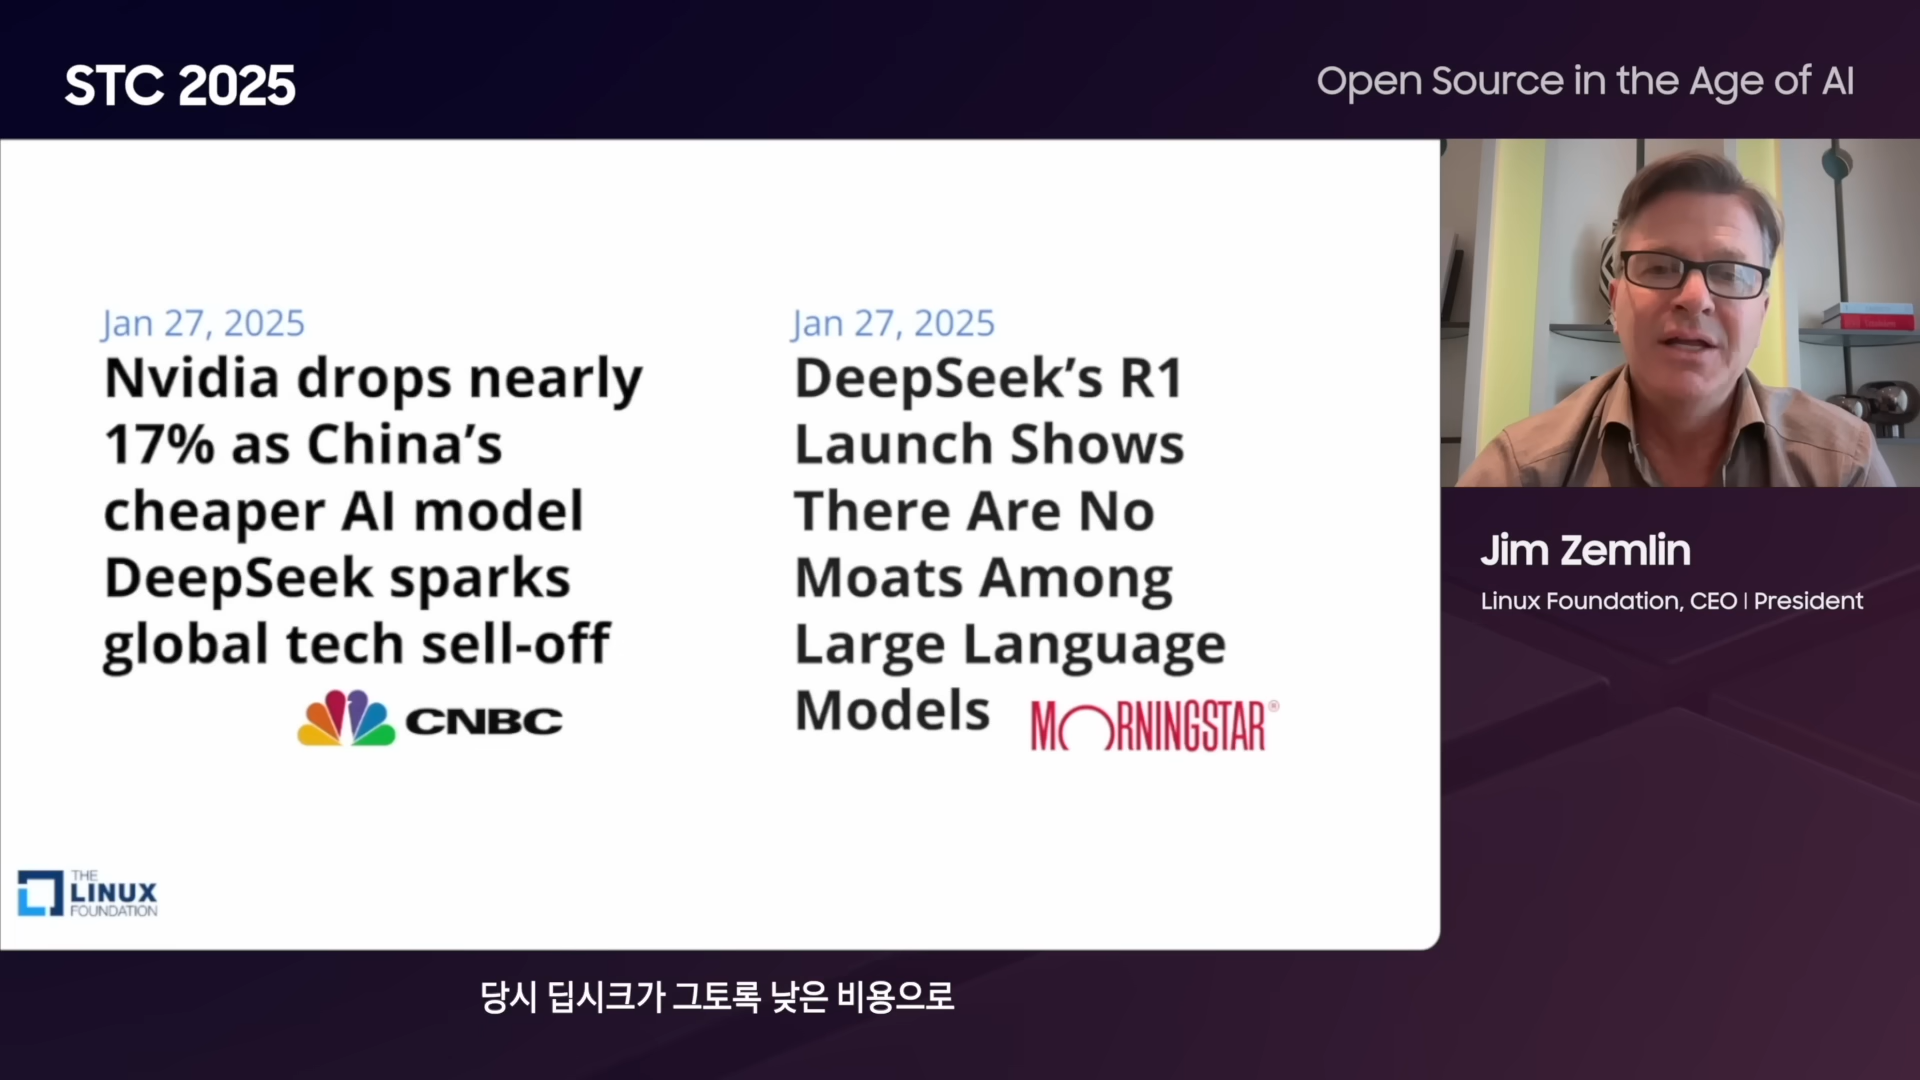 STC 2025
Open Source in the Age of AI
Jan 27, 2025
Nvidia drops nearly
17% as China's
cheaper AI model
DeepSeek sparks
global tech sell-off
CNBC
Jan 27, 2025
DeepSeek's R1
Launch Shows
There Are No
Moats Among
Large Language
Models
MORNINGSTAR®
Jim Zemlin
Linux Foundation, CEO | President
THE
LINUX
FOUNDATION
당시 딥시크가 그토록 낮은 비용으로